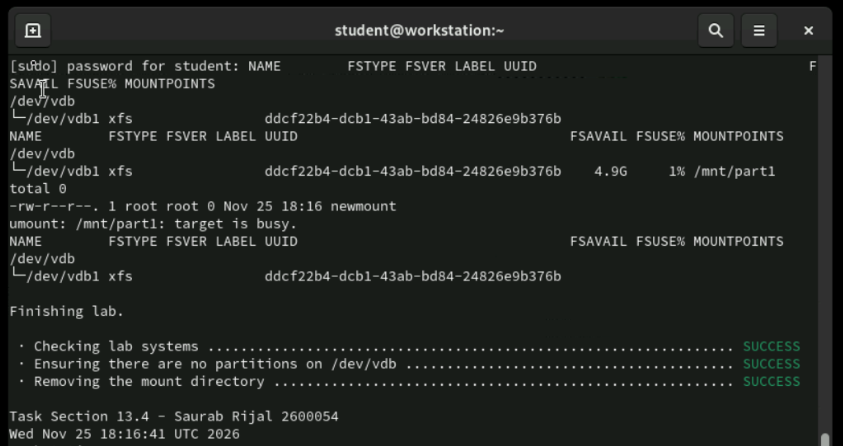 student@workstation:~
[sudo] password for student: NAME        FSTYPE FSVER LABEL UUID                                 F
SAVAIL FSUSE% MOUNTPOINTS
/dev/vdb
└─/dev/vdb1 xfs                ddcf22b4-dcb1-43ab-bd84-24826e9b376b
NAME        FSTYPE FSVER LABEL UUID                                 FSAVAIL FSUSE% MOUNTPOINTS
/dev/vdb
└─/dev/vdb1 xfs                ddcf22b4-dcb1-43ab-bd84-24826e9b376b    4.9G     1% /mnt/part1
total 0
-rw-r--r--. 1 root root 0 Nov 25 18:16 newmount
umount: /mnt/part1: target is busy.
NAME        FSTYPE FSVER LABEL UUID                                 FSAVAIL FSUSE% MOUNTPOINTS
/dev/vdb
└─/dev/vdb1 xfs                ddcf22b4-dcb1-43ab-bd84-24826e9b376b
Finishing lab.
· Checking lab systems ................................................................ SUCCESS
· Ensuring there are no partitions on /dev/vdb ........................................ SUCCESS
· Removing the mount directory ........................................................ SUCCESS
Task Section 13.4 - Saurab Rijal 2600054
Wed Nov 25 18:16:41 UTC 2026